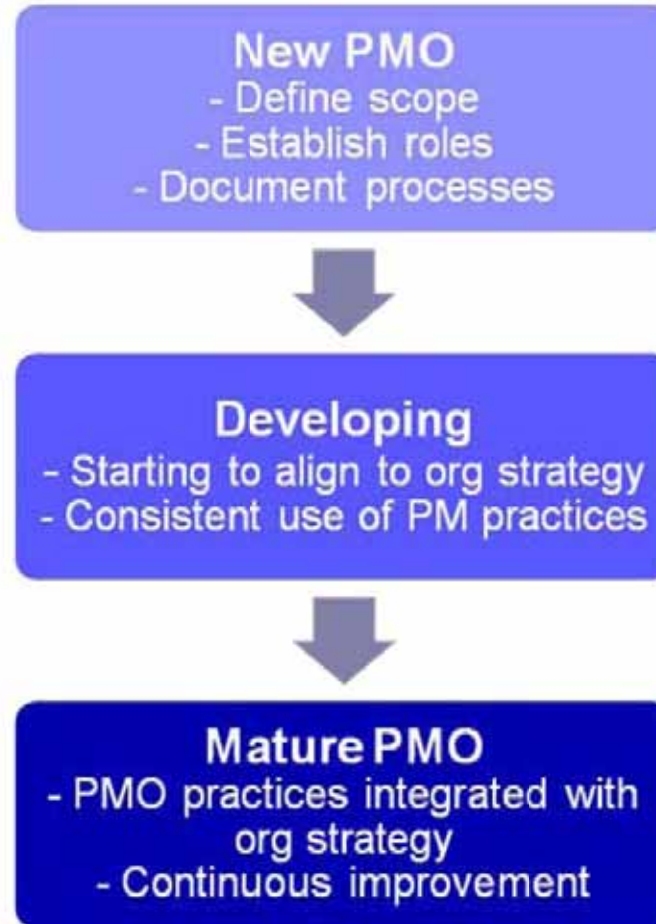 New PMO
- Define scope
- Establish roles
- Document processes
Developing
- Starting to align to org strategy
- Consistent use of PM practices
Mature PMO
- PMO practices integrated with
org strategy
- Continuous improvement